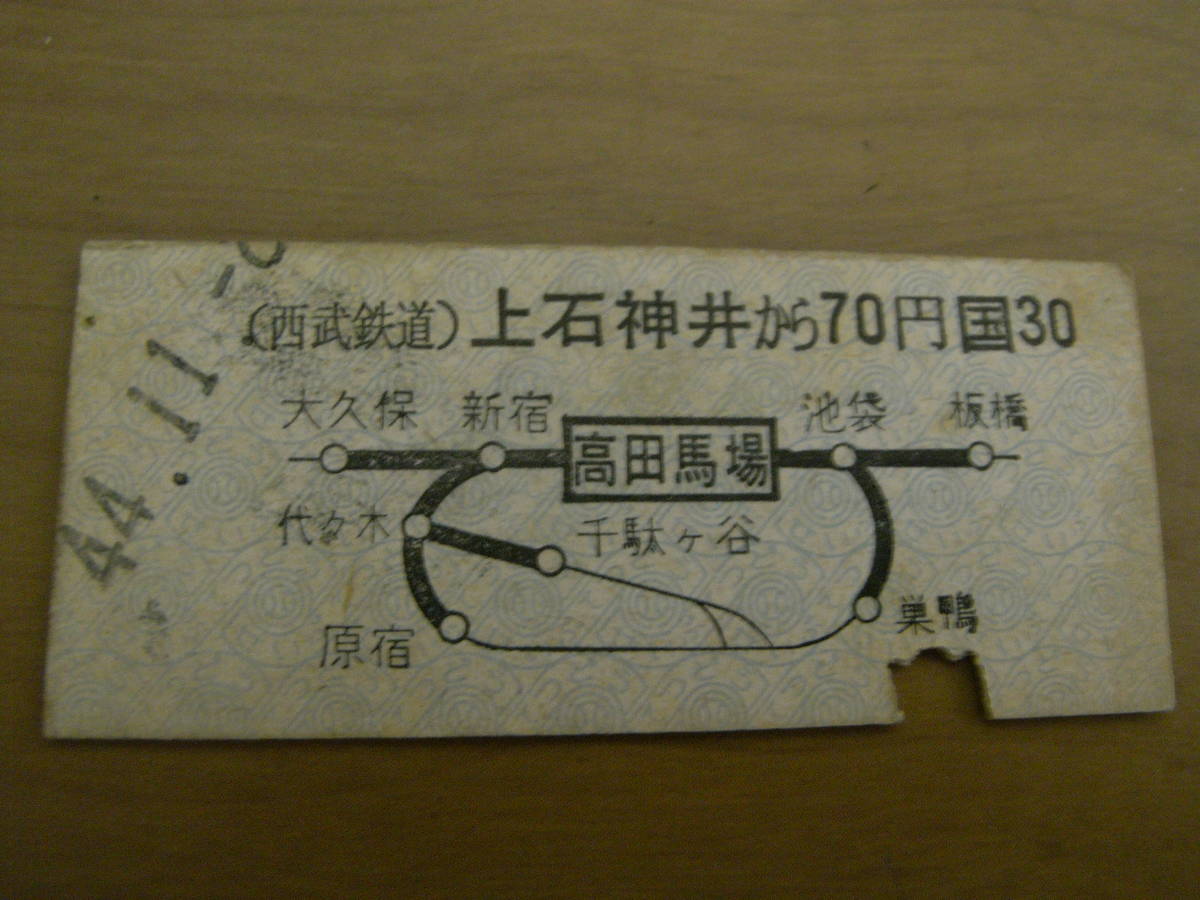 (西武鉄道) 上石神井から70円国30
大久保 新宿 高田馬場 池袋 板橋
代々木 千駄ヶ谷
原宿 巣鴨
44.11.